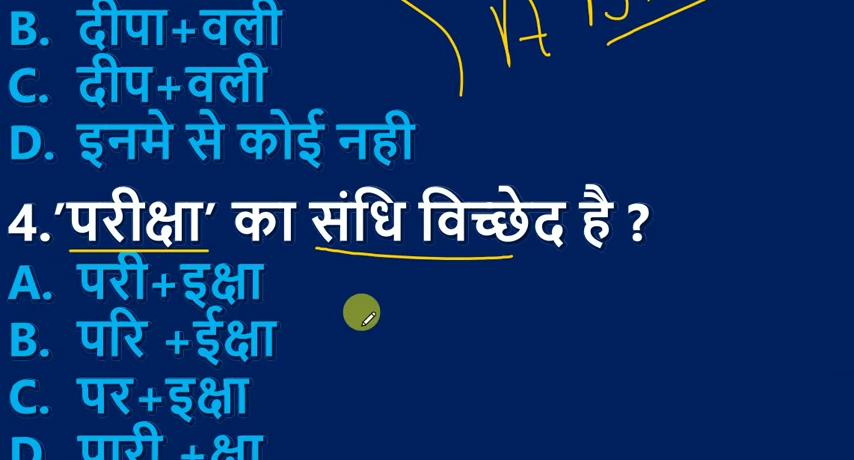 B. दीपा+वली
C. दीप+वली
D. इनमे से कोई नही
4.’परीक्षा’ का संधि विच्छेद है ?
A. परी+इक्षा
B. परि +ईक्षा
C. पर+इक्षा
D. पारी +क्षा